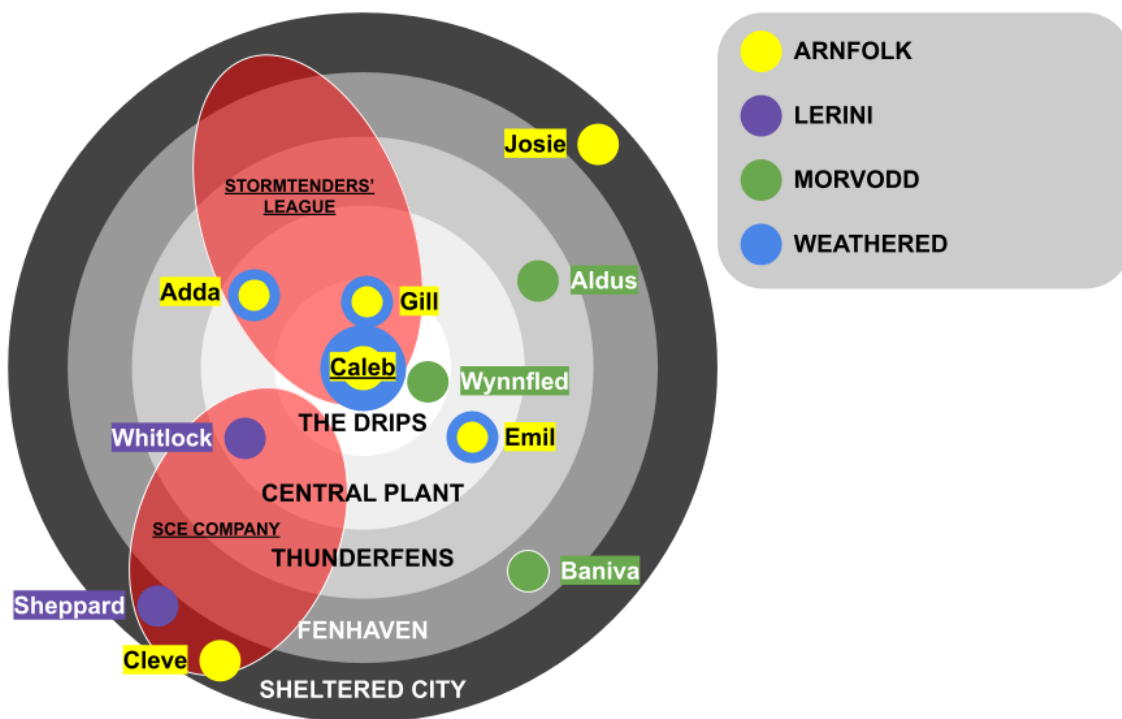 ARNFOLK
LERINI
MORVODD
WEATHERED
Josie
STORMTENDERS'
LEAGUE
Adda
Gill
Aldus
Caleb
Wynnfled
THE DRIPS
Whitlock
Emil
CENTRAL PLANT
SCE COMPANY
THUNDERFENS
Baniva
Sheppard
FENHAVEN
Cleve
SHELTERED CITY